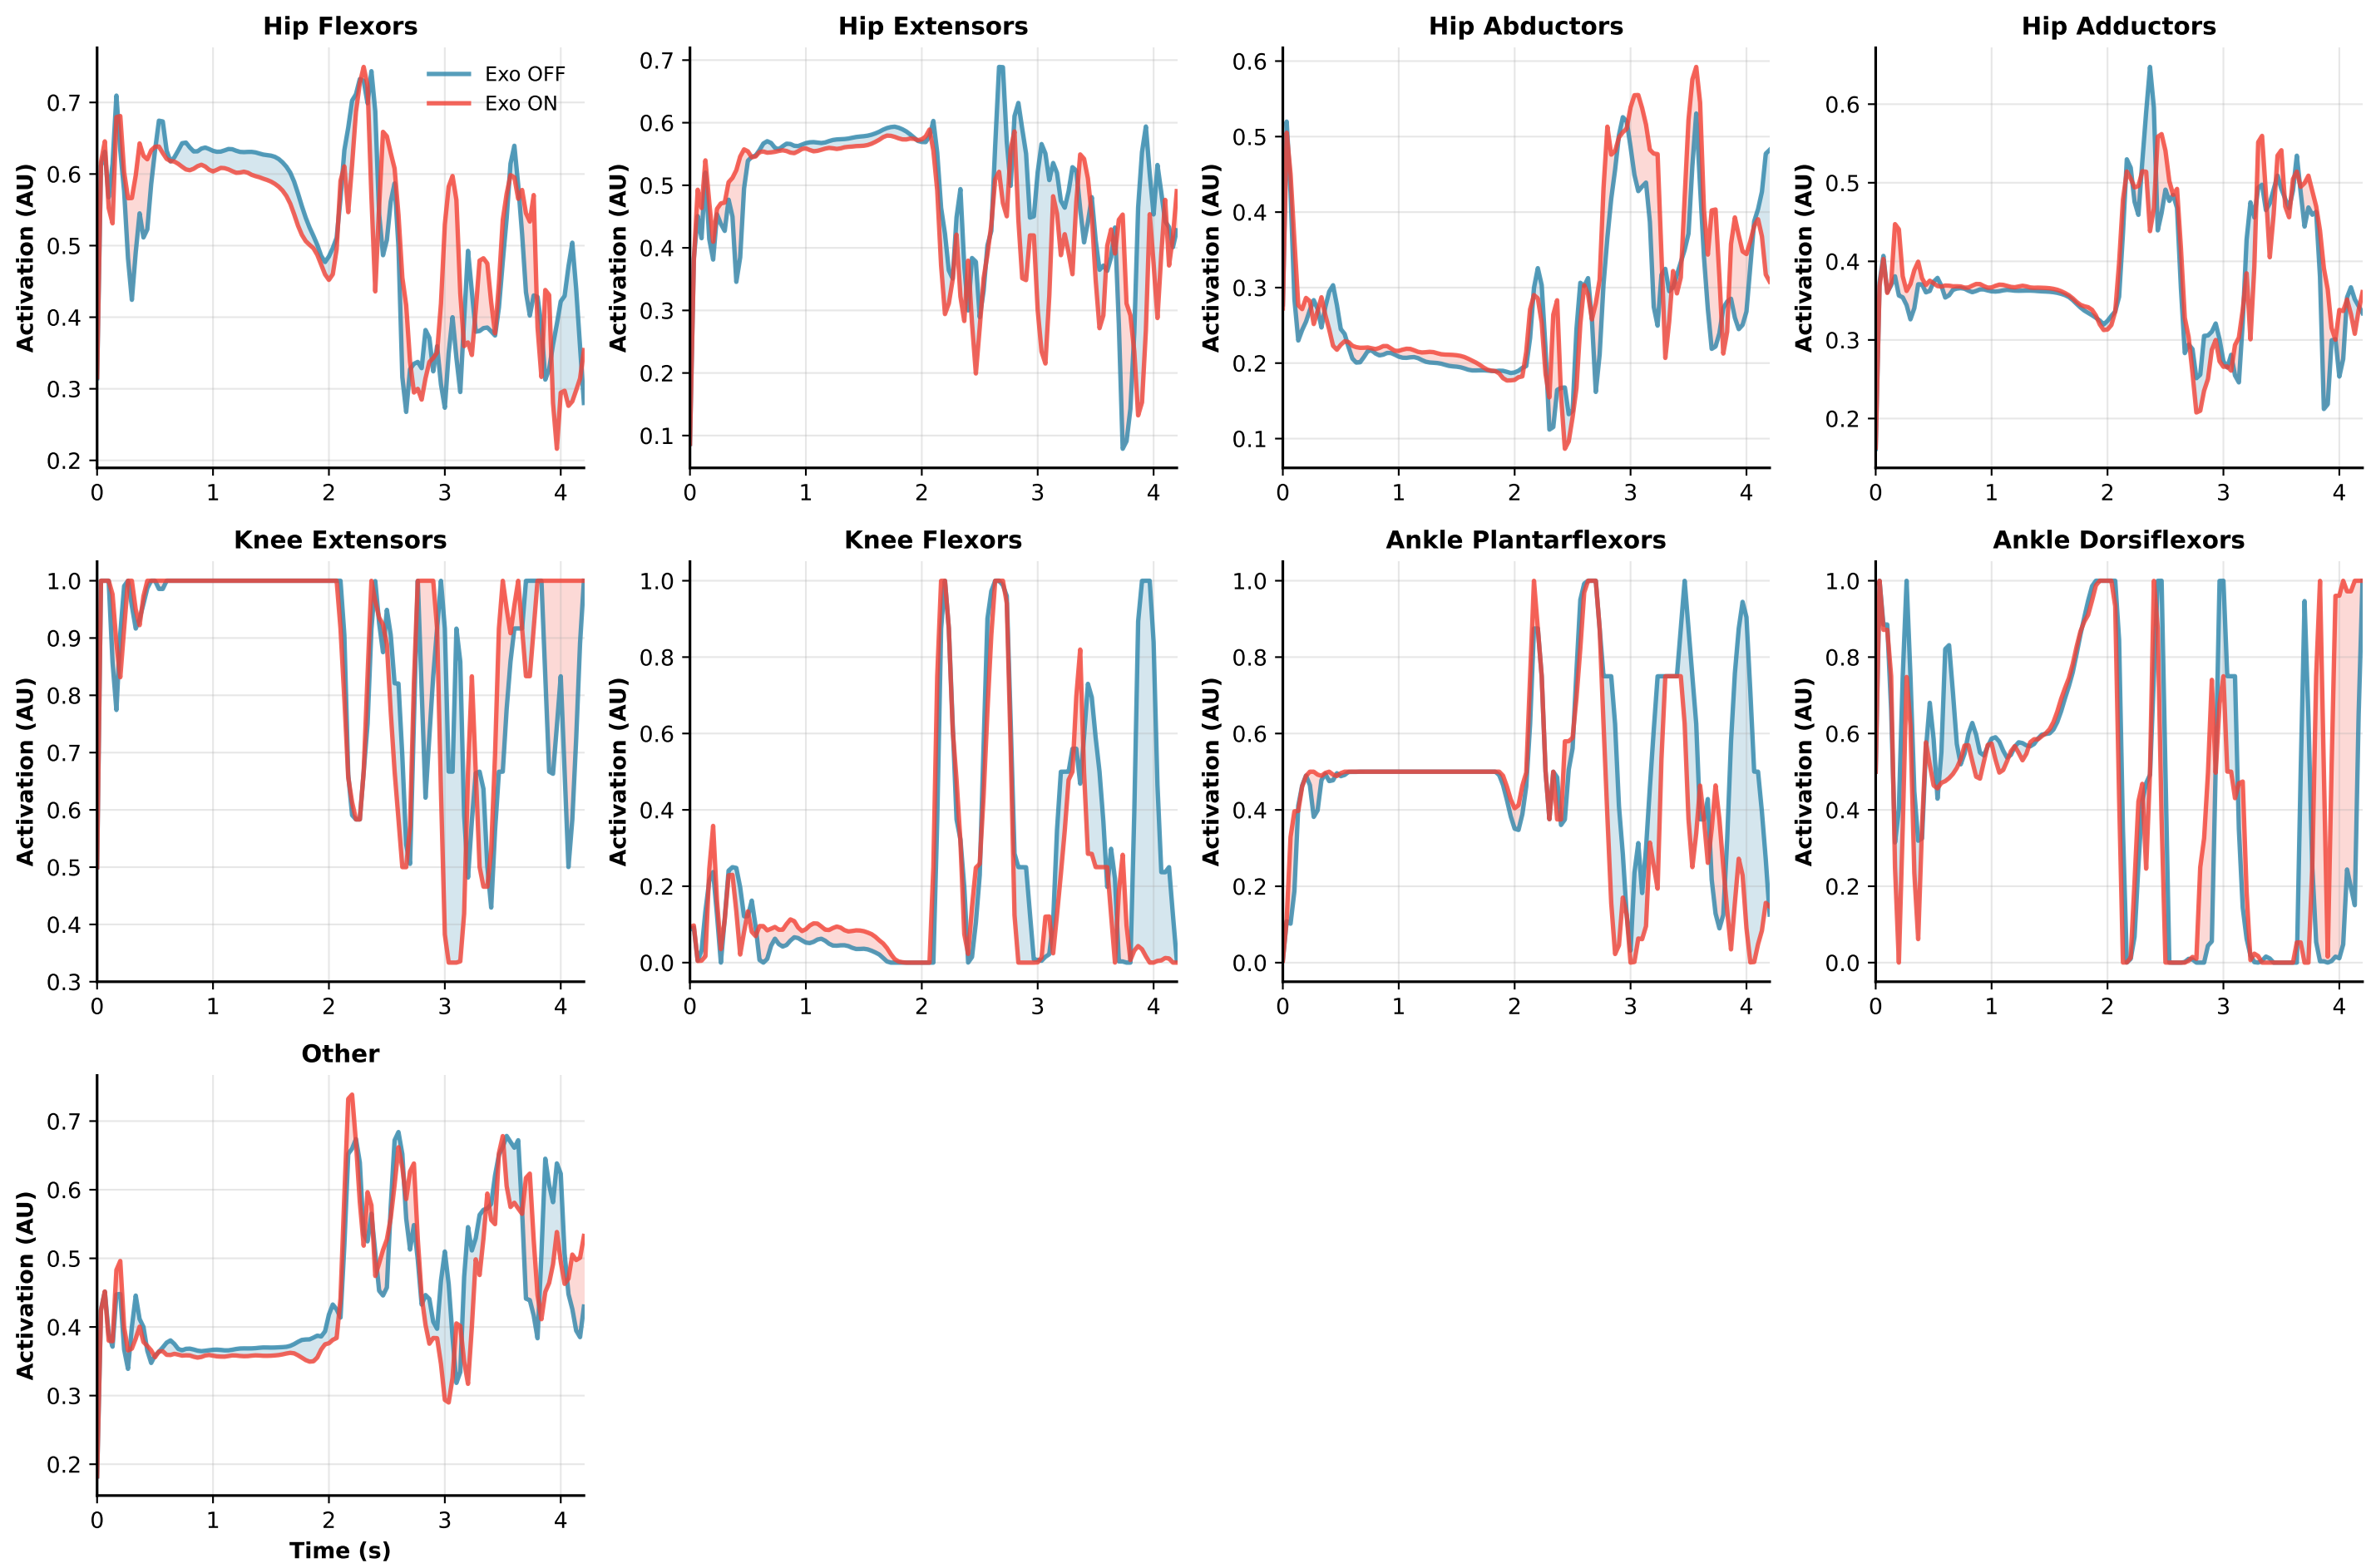 Hip Flexors
Activation (AU)
0.7
0.6
0.5
0.4
0.3
0.2
0 1 2 3 4
Exo OFF
Exo ON
Hip Extensors
Activation (AU)
0.7
0.6
0.5
0.4
0.3
0.2
0.1
0 1 2 3 4
Hip Abductors
Activation (AU)
0.6
0.5
0.4
0.3
0.2
0.1
0 1 2 3 4
Hip Adductors
Activation (AU)
0.6
0.5
0.4
0.3
0.2
0 1 2 3 4
Knee Extensors
Activation (AU)
1.0
0.9
0.8
0.7
0.6
0.5
0.4
0.3
0 1 2 3 4
Knee Flexors
Activation (AU)
1.0
0.8
0.6
0.4
0.2
0.0
0 1 2 3 4
Ankle Plantarflexors
Activation (AU)
1.0
0.8
0.6
0.4
0.2
0.0
0 1 2 3 4
Ankle Dorsiflexors
Activation (AU)
1.0
0.8
0.6
0.4
0.2
0.0
0 1 2 3 4
Other
Activation (AU)
0.7
0.6
0.5
0.4
0.3
0.2
0 1 2 3 4
Time (s)